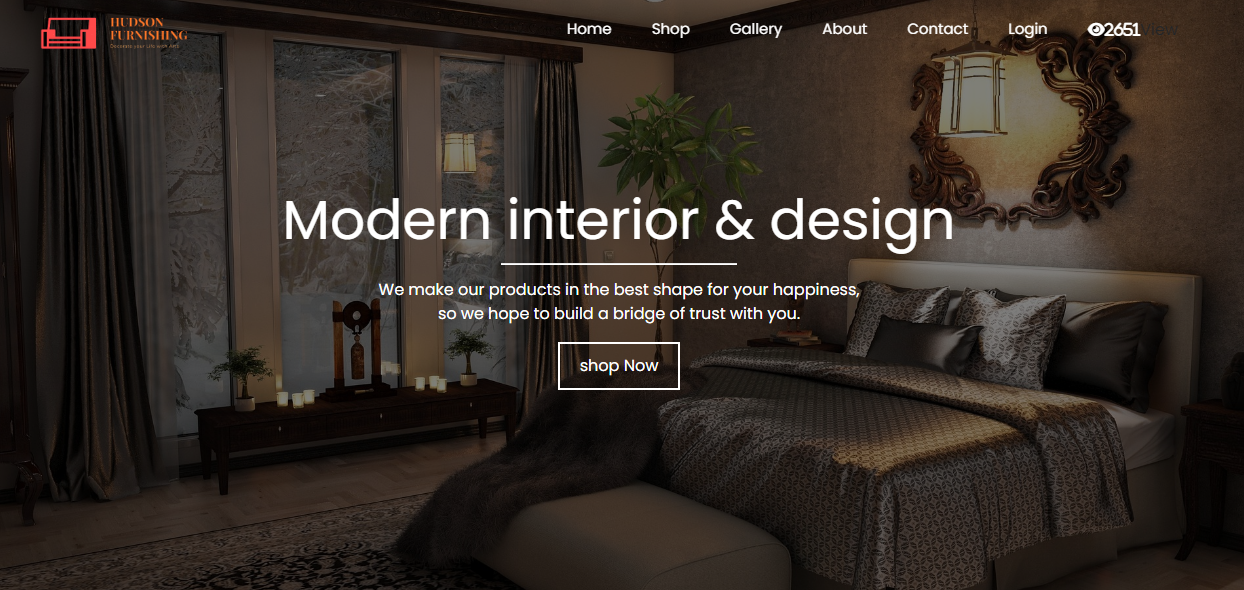 HUDSON
FURNISHING
Decorate your Life with Arts
Home Shop Gallery About Contact Login 2651 View
Modern interior & design
We make our products in the best shape for your happiness,
so we hope to build a bridge of trust with you.
shop Now